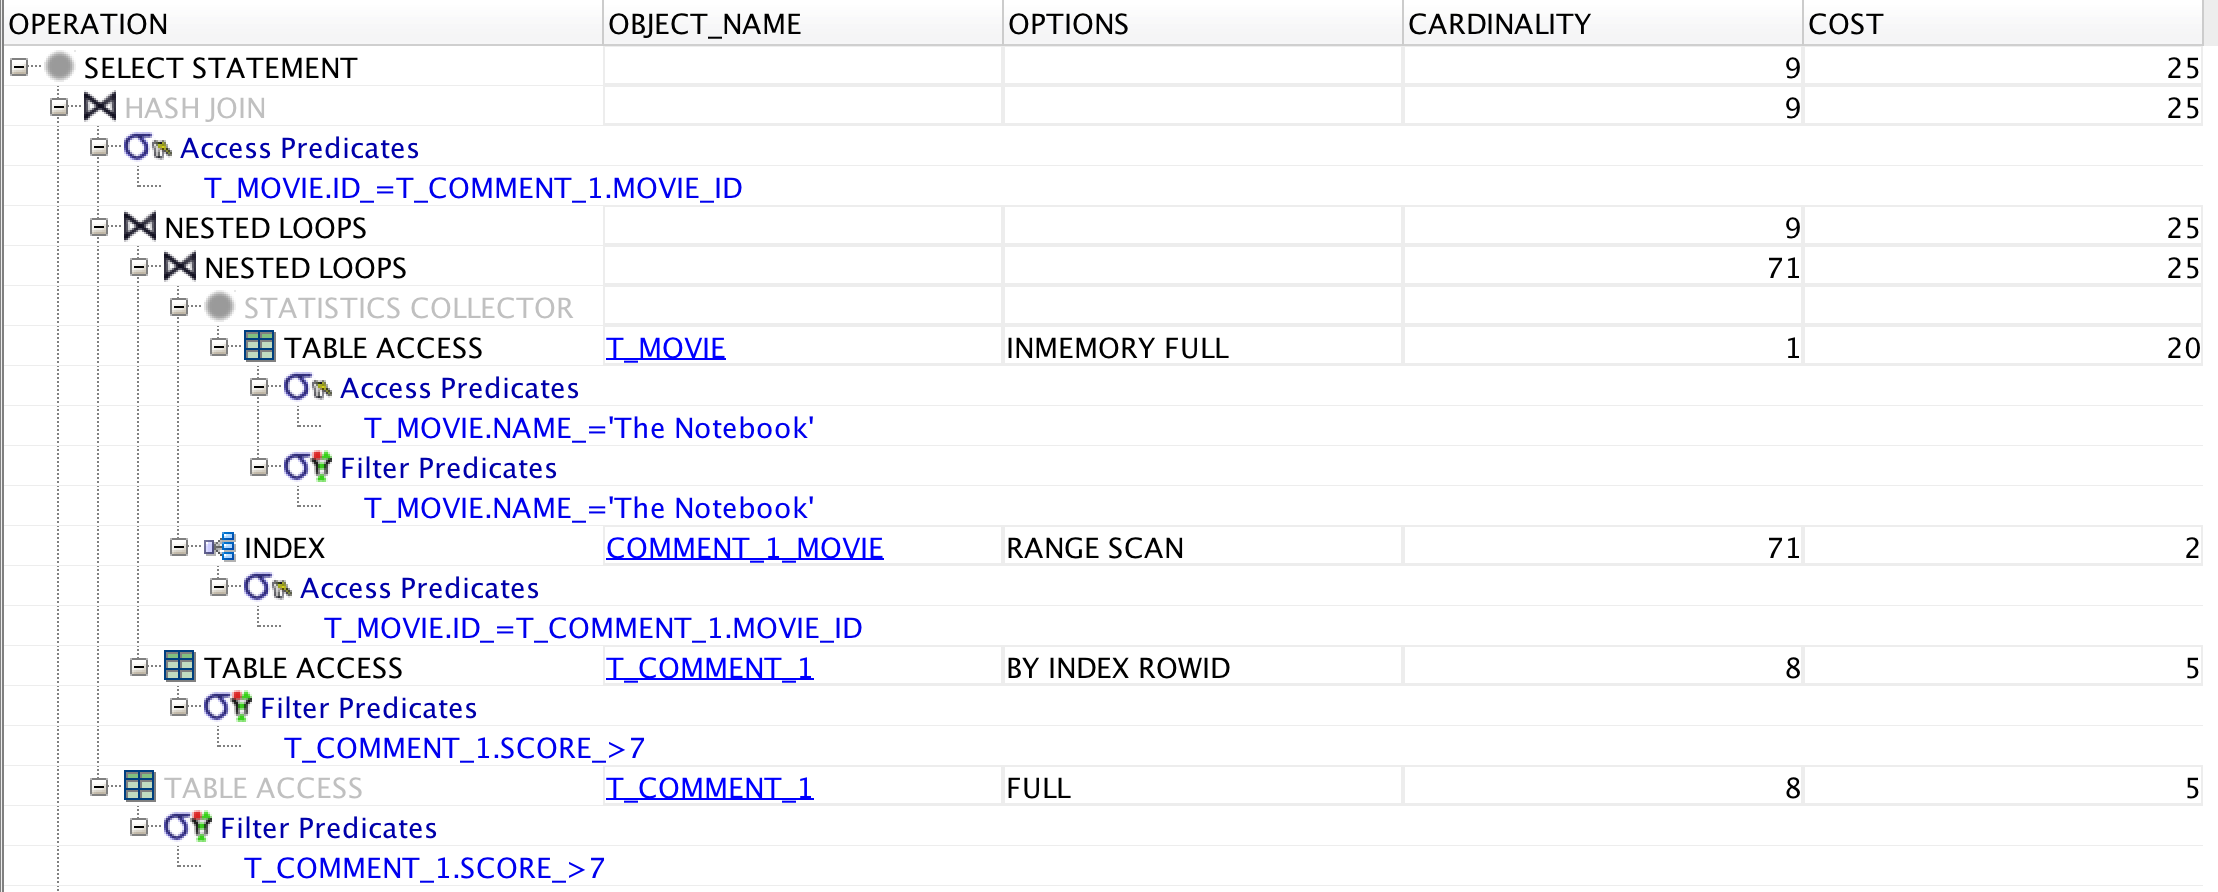 OPERATION OBJECT_NAME OPTIONS CARDINALITY COST
SELECT STATEMENT 9 25
HASH JOIN 9 25
Access Predicates
T_MOVIE.ID_=T_COMMENT_1.MOVIE_ID
NESTED LOOPS 9 25
NESTED LOOPS 71 25
STATISTICS COLLECTOR
TABLE ACCESS T_MOVIE INMEMORY FULL 1 20
Access Predicates
T_MOVIE.NAME_='The Notebook'
Filter Predicates
T_MOVIE.NAME_='The Notebook'
INDEX COMMENT_1_MOVIE RANGE SCAN 71 2
Access Predicates
T_MOVIE.ID_=T_COMMENT_1.MOVIE_ID
TABLE ACCESS T_COMMENT_1 BY INDEX ROWID 8 5
Filter Predicates
T_COMMENT_1.SCORE_>7
TABLE ACCESS T_COMMENT_1 FULL 8 5
Filter Predicates
T_COMMENT_1.SCORE_>7